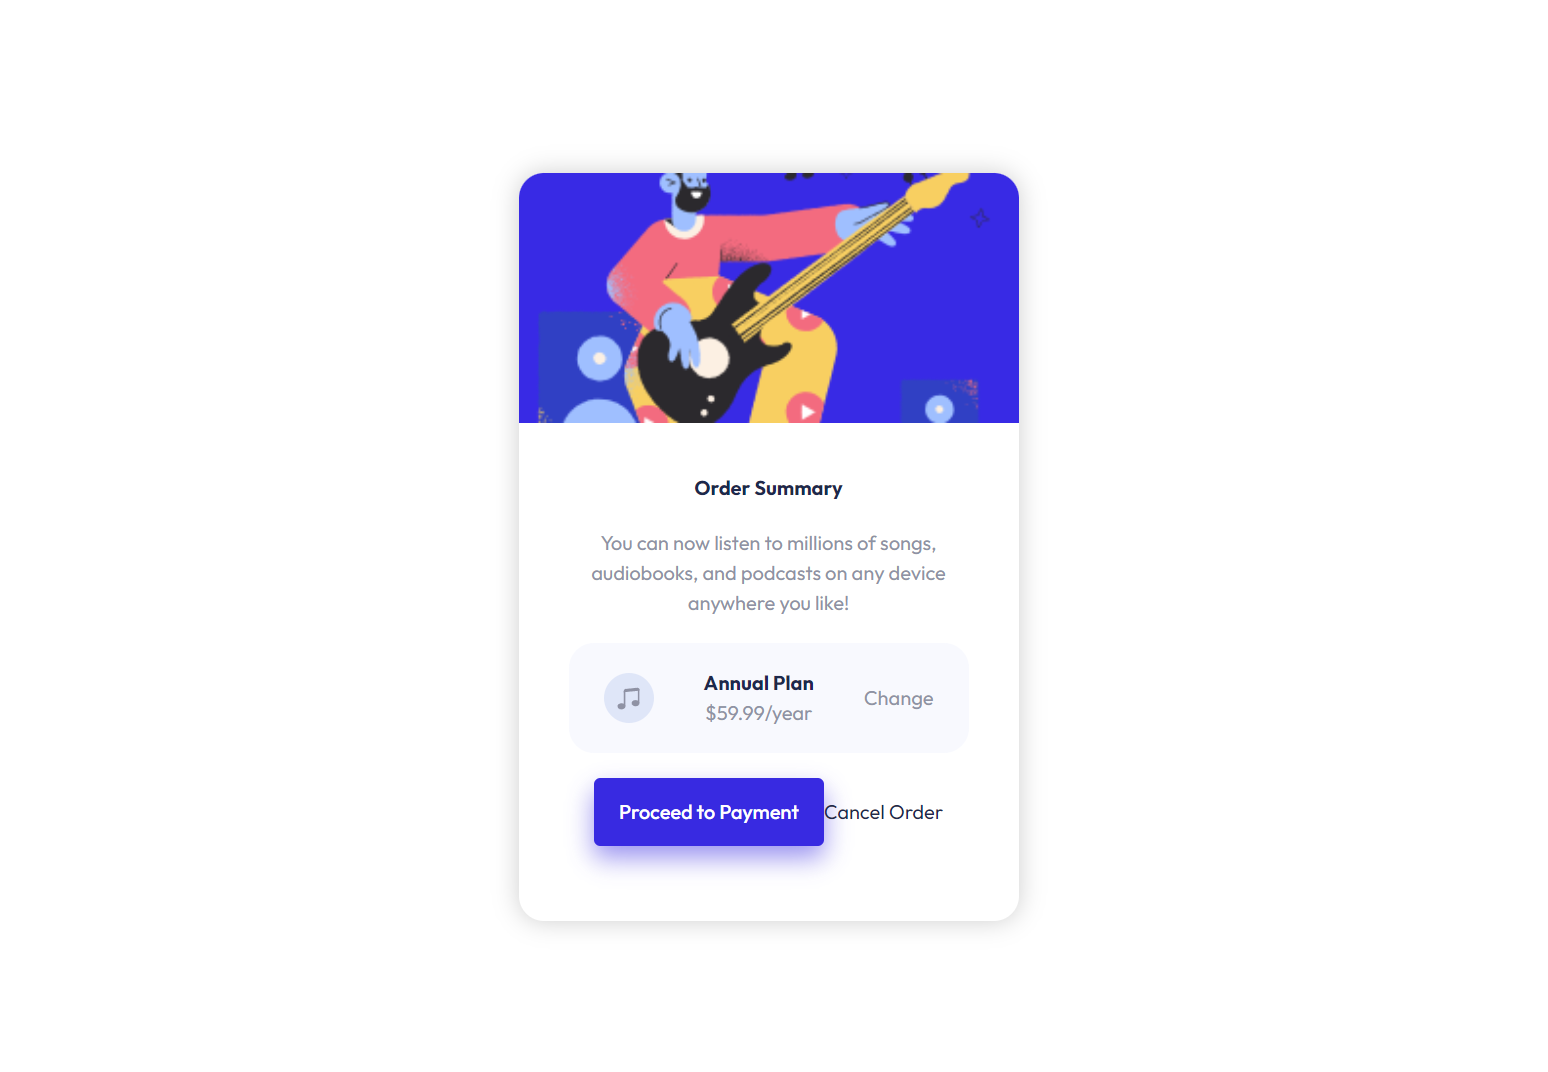 Order Summary
You can now listen to millions of songs,
audiobooks, and podcasts on any device
anywhere you like!
Annual Plan
$59.99/year
Change
Proceed to Payment
Cancel Order